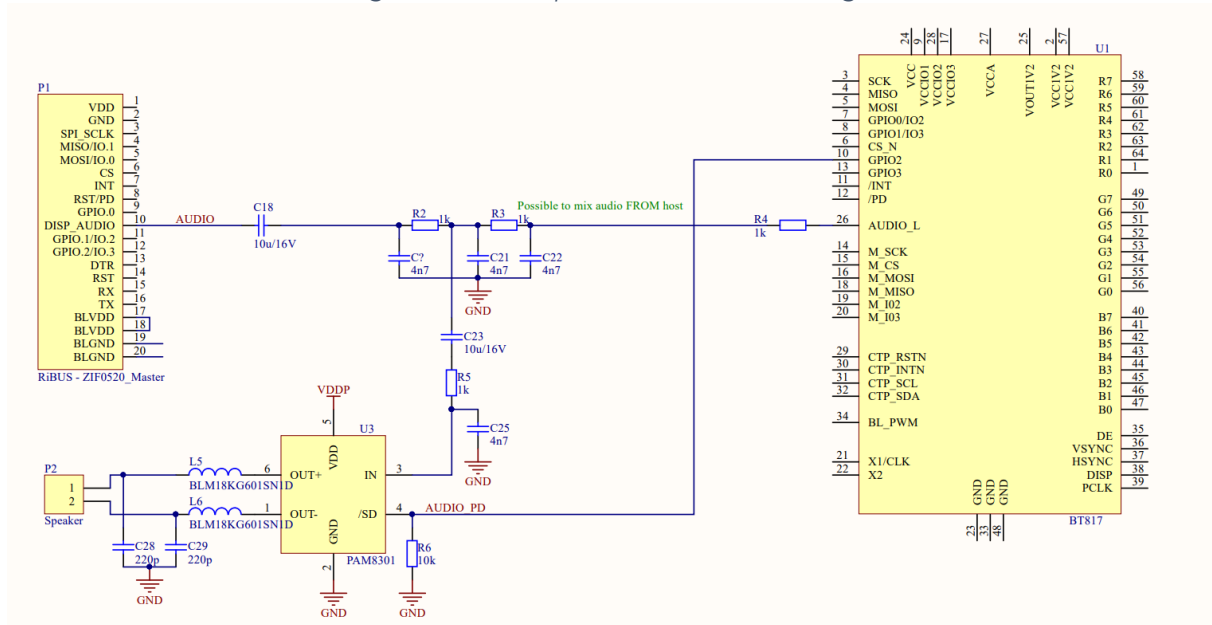 P1
VDD 1
GND 2
SPI_SCLK 3
MISO/IO.1 4
MOSI/IO.0 5
CS 6
INT 7
RST/PD 8
GPIO.0 9
DISP_AUDIO 10
GPIO.1/IO.2 11
GPIO.2/IO.3 12
DTR 13
RST 14
RX 15
TX 16
BLVDD 17
BLVDD 18
BLGND 19
BLGND 20
RiBUS - ZIF0520_Master
AUDIO
C18
10u/16V
R2
1k
R3
1k
Possible to mix audio FROM host
R4
1k
C?
4n7
C21
4n7
C22
4n7
GND
C23
10u/16V
R5
1k
C25
4n7
GND
VDDP
U3
5
VDD
6 OUT+
IN 3
1 OUT-
/SD 4
GND
2
PAM8301
GND
AUDIO_PD
R6
10k
GND
P2
1
2
Speaker
L5
BLM18KG601SN1D
L6
BLM18KG601SN1D
C28
220p
C29
220p
GND
U1
24 VCC
9 VCCIO1
28 VCCIO2
17 VCCIO3
27 VCCA
25 VOUT1V2
2 VCC1V2
57 VCC1V2
3 SCK
4 MISO
5 MOSI
7 GPIO0/IO2
8 GPIO1/IO3
6 CS_N
10 GPIO2
13 GPIO3
11 /INT
12 /PD
26 AUDIO_L
14 M_SCK
15 M_CS
16 M_MOSI
18 M_MISO
19 M_I02
20 M_I03
29 CTP_RSTN
30 CTP_INTN
31 CTP_SCL
32 CTP_SDA
34 BL_PWM
21 X1/CLK
22 X2
R7 58
R6 59
R5 60
R4 61
R3 62
R2 63
R1 64
R0 1
G7 49
G6 50
G5 51
G4 52
G3 53
G2 54
G1 55
G0 56
B7 40
B6 41
B5 42
B4 43
B3 44
B2 45
B1 46
B0 47
DE 35
VSYNC 36
HSYNC 37
DISP 38
PCLK 39
GND 23
GND 33
GND 48
BT817